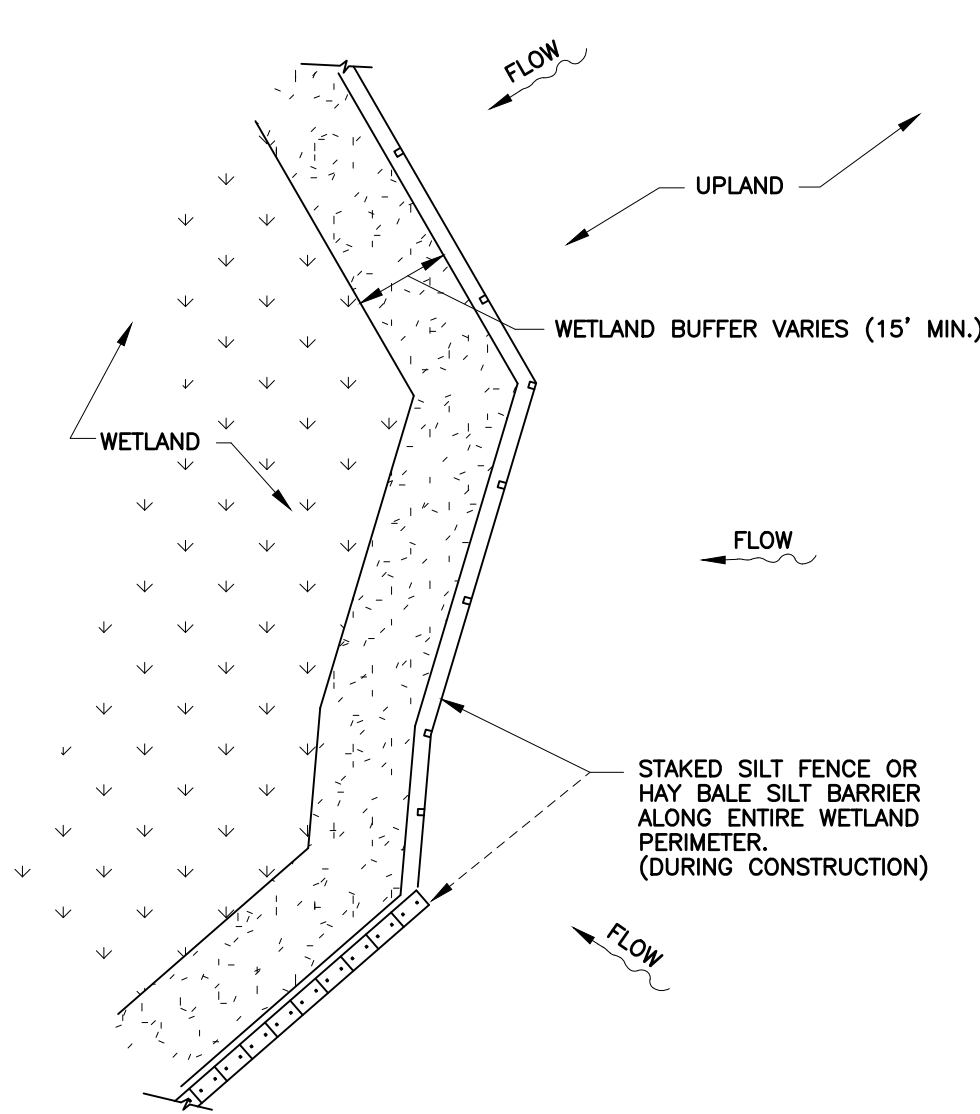 FLOW
UPLAND
WETLAND BUFFER VARIES (15' MIN.)
WETLAND
FLOW
STAKED SILT FENCE OR
HAY BALE SILT BARRIER
ALONG ENTIRE WETLAND
PERIMETER.
(DURING CONSTRUCTION)
FLOW